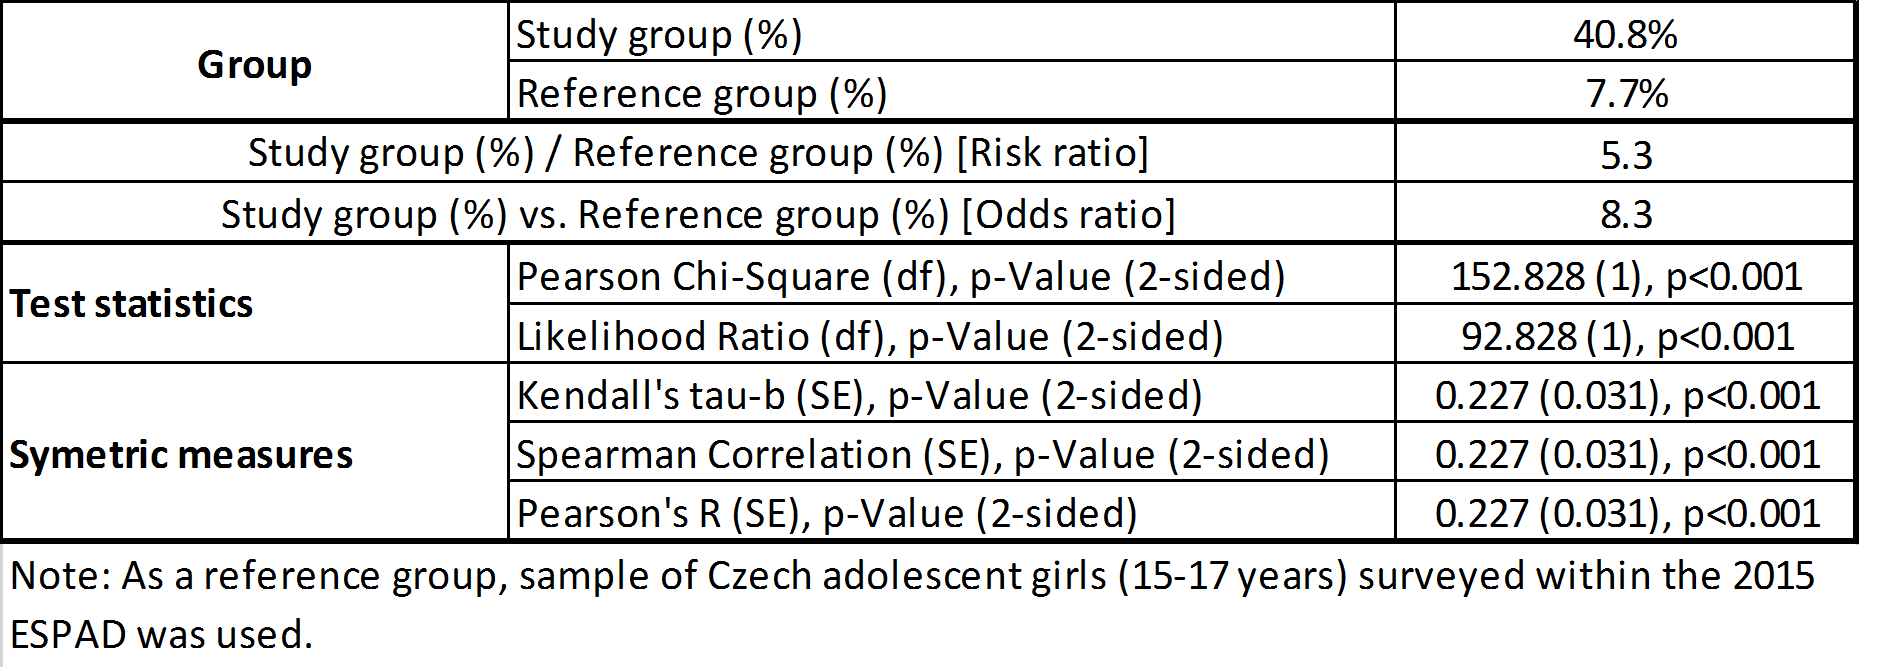 Group
Study group (%) 40.8%
Reference group (%) 7.7%
Study group (%) / Reference group (%) [Risk ratio] 5.3
Study group (%) vs. Reference group (%) [Odds ratio] 8.3
Test statistics
Pearson Chi-Square (df), p-Value (2-sided) 152.828 (1), p<0.001
Likelihood Ratio (df), p-Value (2-sided) 92.828 (1), p<0.001
Symetric measures
Kendall's tau-b (SE), p-Value (2-sided) 0.227 (0.031), p<0.001
Spearman Correlation (SE), p-Value (2-sided) 0.227 (0.031), p<0.001
Pearson's R (SE), p-Value (2-sided) 0.227 (0.031), p<0.001
Note: As a reference group, sample of Czech adolescent girls (15-17 years) surveyed within the 2015
ESPAD was used.